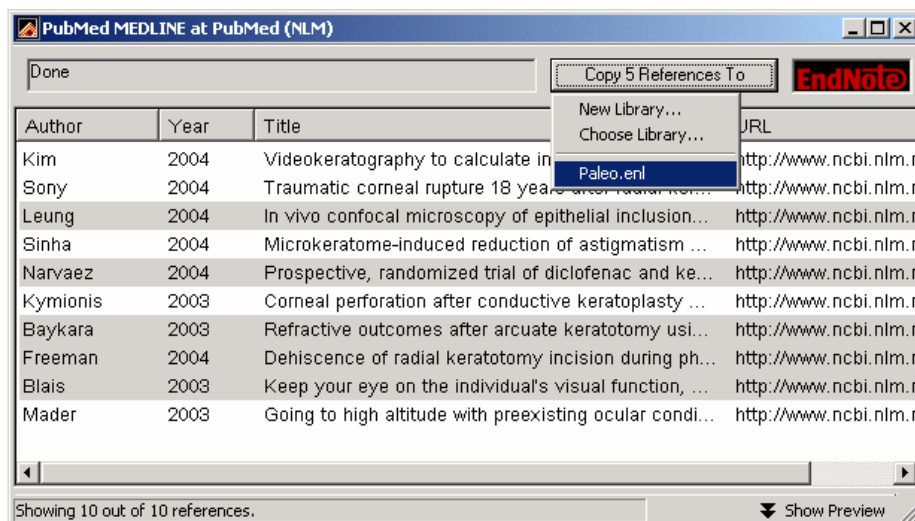 PubMed MEDLINE at PubMed (NLM)
Done
Copy 5 References To
EndNote
New Library...
Choose Library...
Paleo.enl
Author Year Title URL
Kim 2004 Videokeratography to calculate in http://www.ncbi.nlm.r
Sony 2004 Traumatic corneal rupture 18 years after radial ker... http://www.ncbi.nlm.r
Leung 2004 In vivo confocal microscopy of epithelial inclusion... http://www.ncbi.nlm.r
Sinha 2004 Microkeratome-induced reduction of astigmatism ... http://www.ncbi.nlm.r
Narvaez 2004 Prospective, randomized trial of diclofenac and ke... http://www.ncbi.nlm.r
Kymionis 2003 Corneal perforation after conductive keratoplasty ... http://www.ncbi.nlm.r
Baykara 2003 Refractive outcomes after arcuate keratotomy usi... http://www.ncbi.nlm.r
Freeman 2004 Dehiscence of radial keratotomy incision during ph... http://www.ncbi.nlm.r
Blais 2003 Keep your eye on the individual's visual function, ... http://www.ncbi.nlm.r
Mader 2003 Going to high altitude with preexisting ocular condi... http://www.ncbi.nlm.r
Showing 10 out of 10 references.
Show Preview